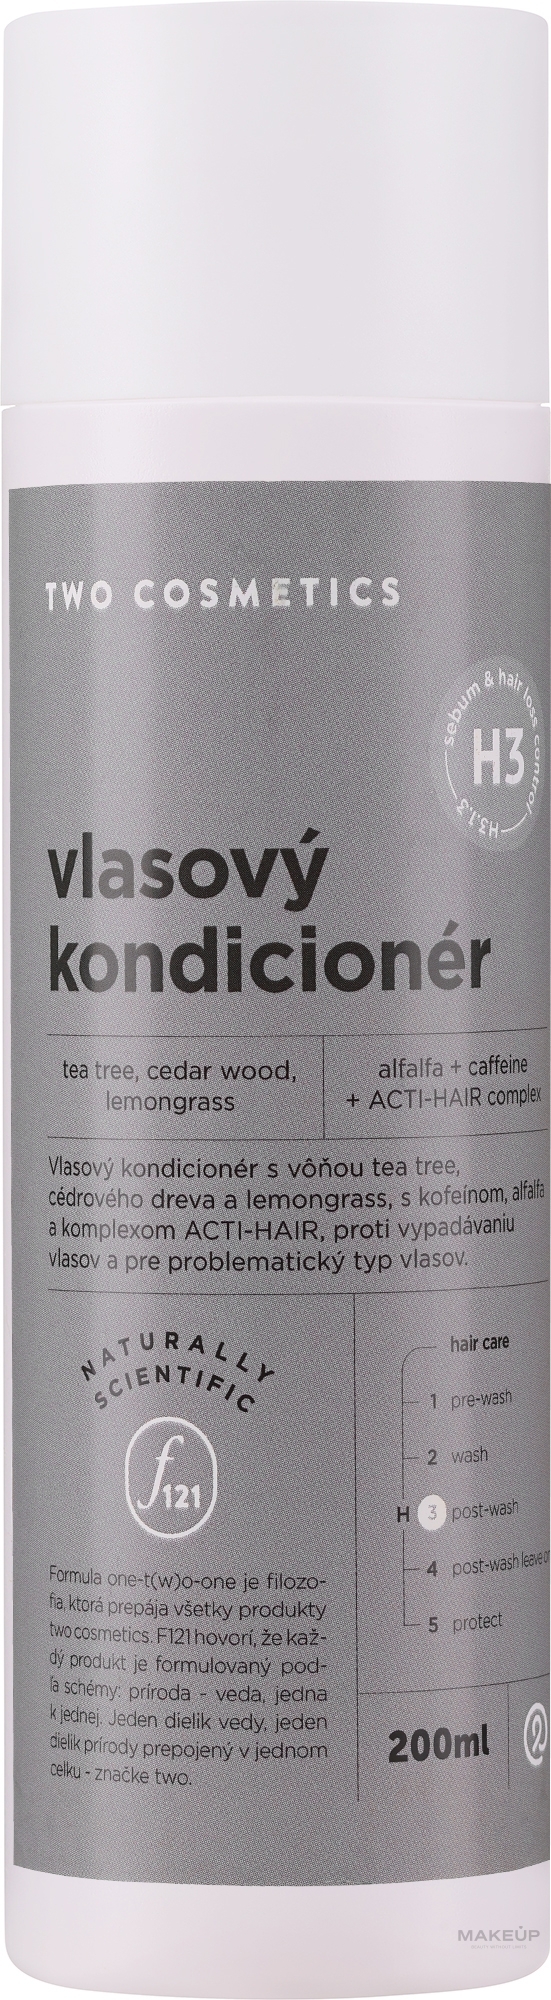 TWO COSMETICS
sebum & hair loss control
H3
H3.1.3
vlasový
kondicionér
tea tree, cedar wood,
lemongrass
alfalfa + caffeine
+ ACTI-HAIR complex
Vlasový kondicionér s vôňou tea tree,
cédrového dreva a lemongrass, s kofeínom, alfalfa
a komplexom ACTI-HAIR, proti vypadávaniu
vlasov a pre problematický typ vlasov.
NATURALLY
SCIENTIFIC
f121
Formula one-t(w)o-one je filozo-
fia, ktorá prepája všetky produkty
two cosmetics. F121 hovorí, že kaž-
dý produkt je formulovaný pod-
ľa schémy: príroda - veda, jedna
k jednej. Jeden dielik vedy, jeden
dielik prírody prepojený v jednom
celku - značke two.
hair care
1 pre-wash
2 wash
H 3 post-wash
4 post-wash leave on
5 protect
200ml
MAKEUP